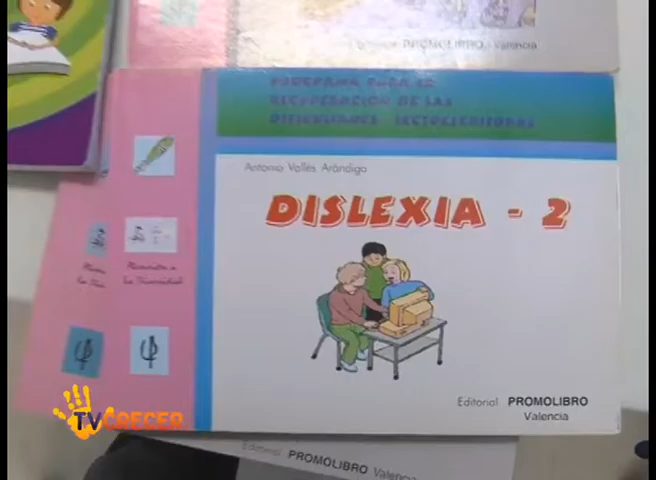 PROMOLIBRO Valencia
PROGRAMA PARA LA
RECUPERACION DE LAS
DIFICULTADES LECTOESCRITORAS
Antonio Vallés Arándiga
DISLEXIA - 2
Editorial PROMOLIBRO
Valencia
TV CRECER
Editorial PROMOLIBRO Valencia